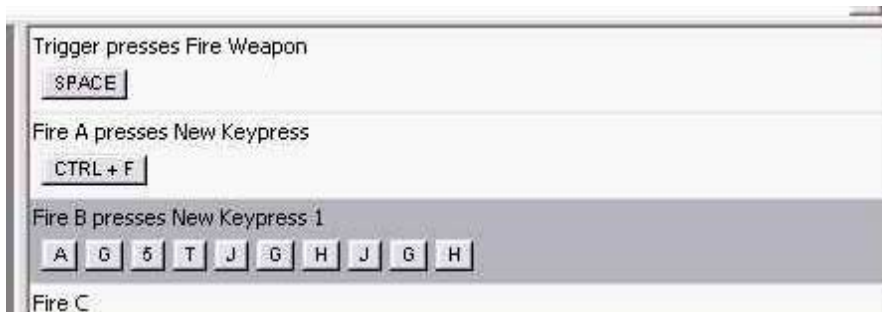 Trigger presses Fire Weapon
SPACE
Fire A presses New Keypress
CTRL + F
Fire B presses New Keypress 1
A G 5 T J G H J G H
Fire C